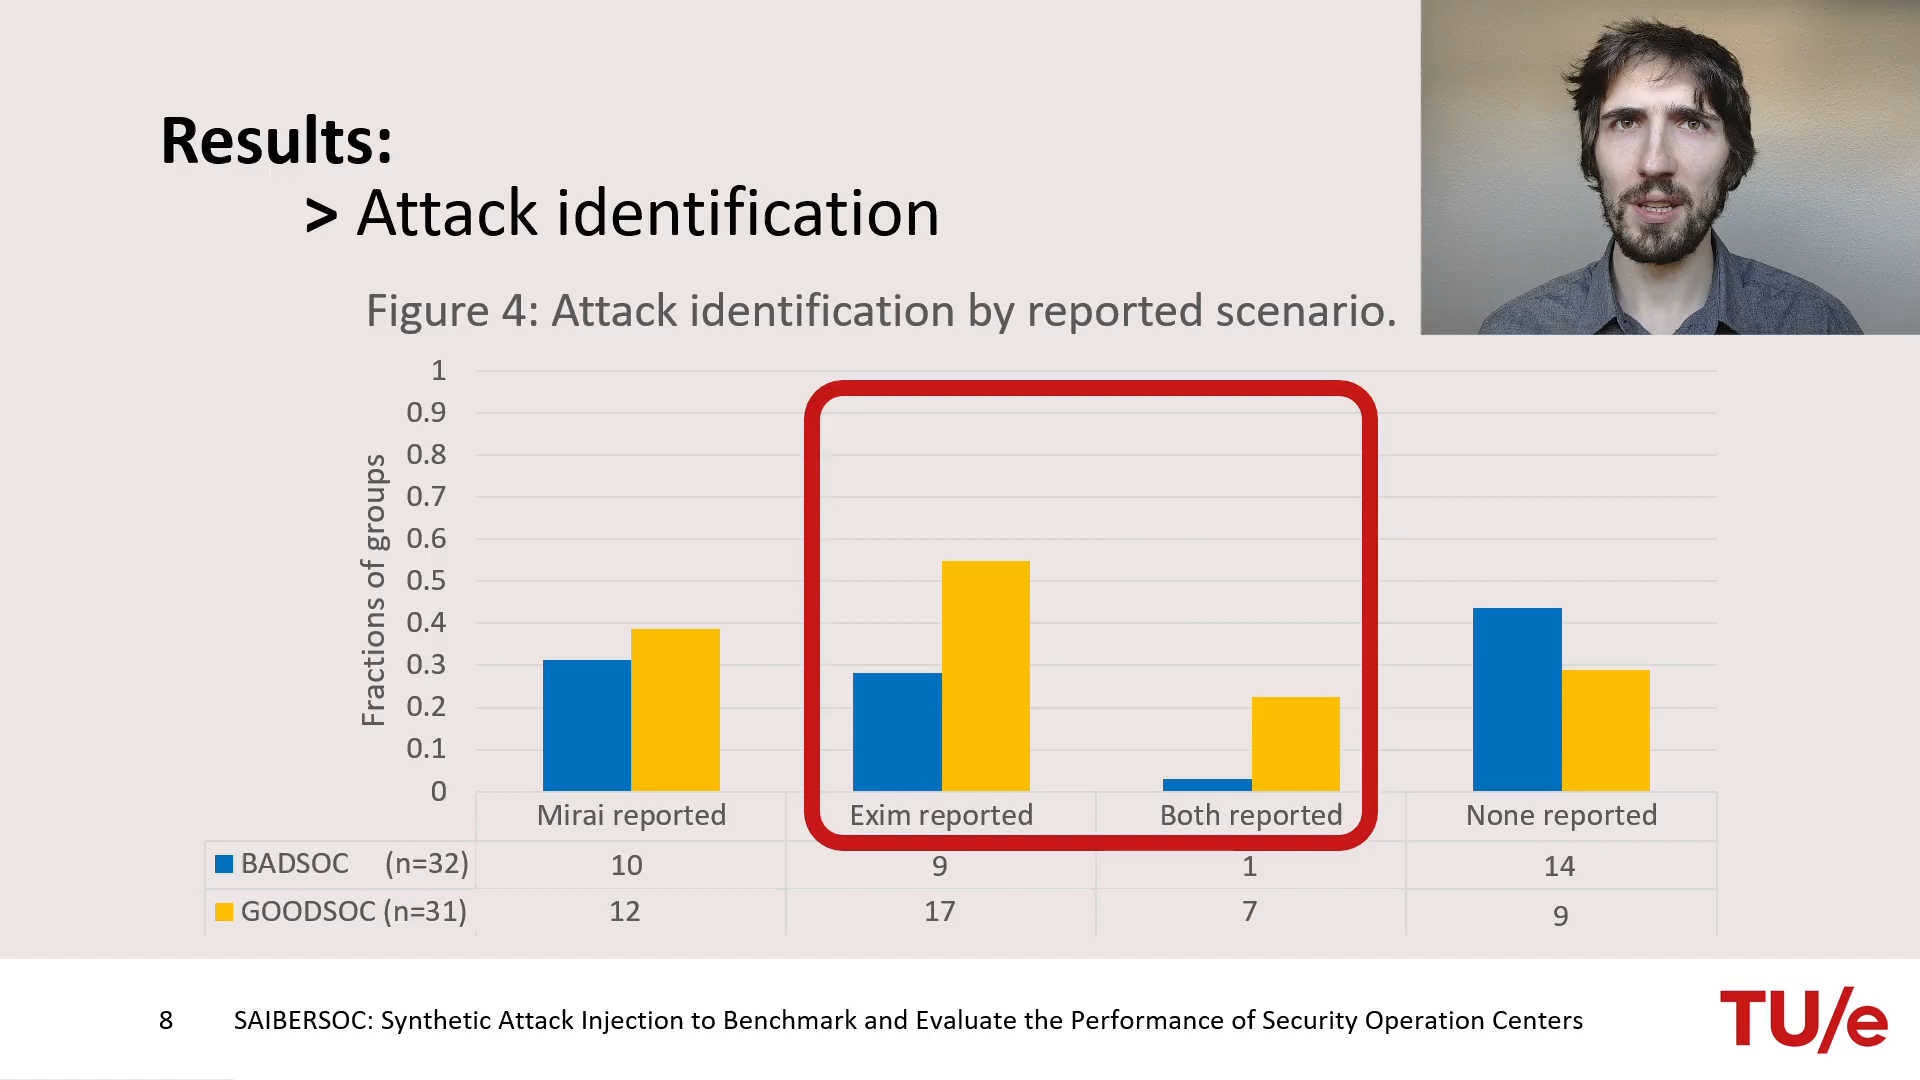 Results:
> Attack identification
Figure 4: Attack identification by reported scenario.
Fractions of groups
1
0.9
0.8
0.7
0.6
0.5
0.4
0.3
0.2
0.1
0
Mirai reported Exim reported Both reported None reported
BADSOC (n=32) 10 9 1 14
GOODSOC (n=31) 12 17 7 9
8 SAIBERSOC: Synthetic Attack Injection to Benchmark and Evaluate the Performance of Security Operation Centers
TU/e